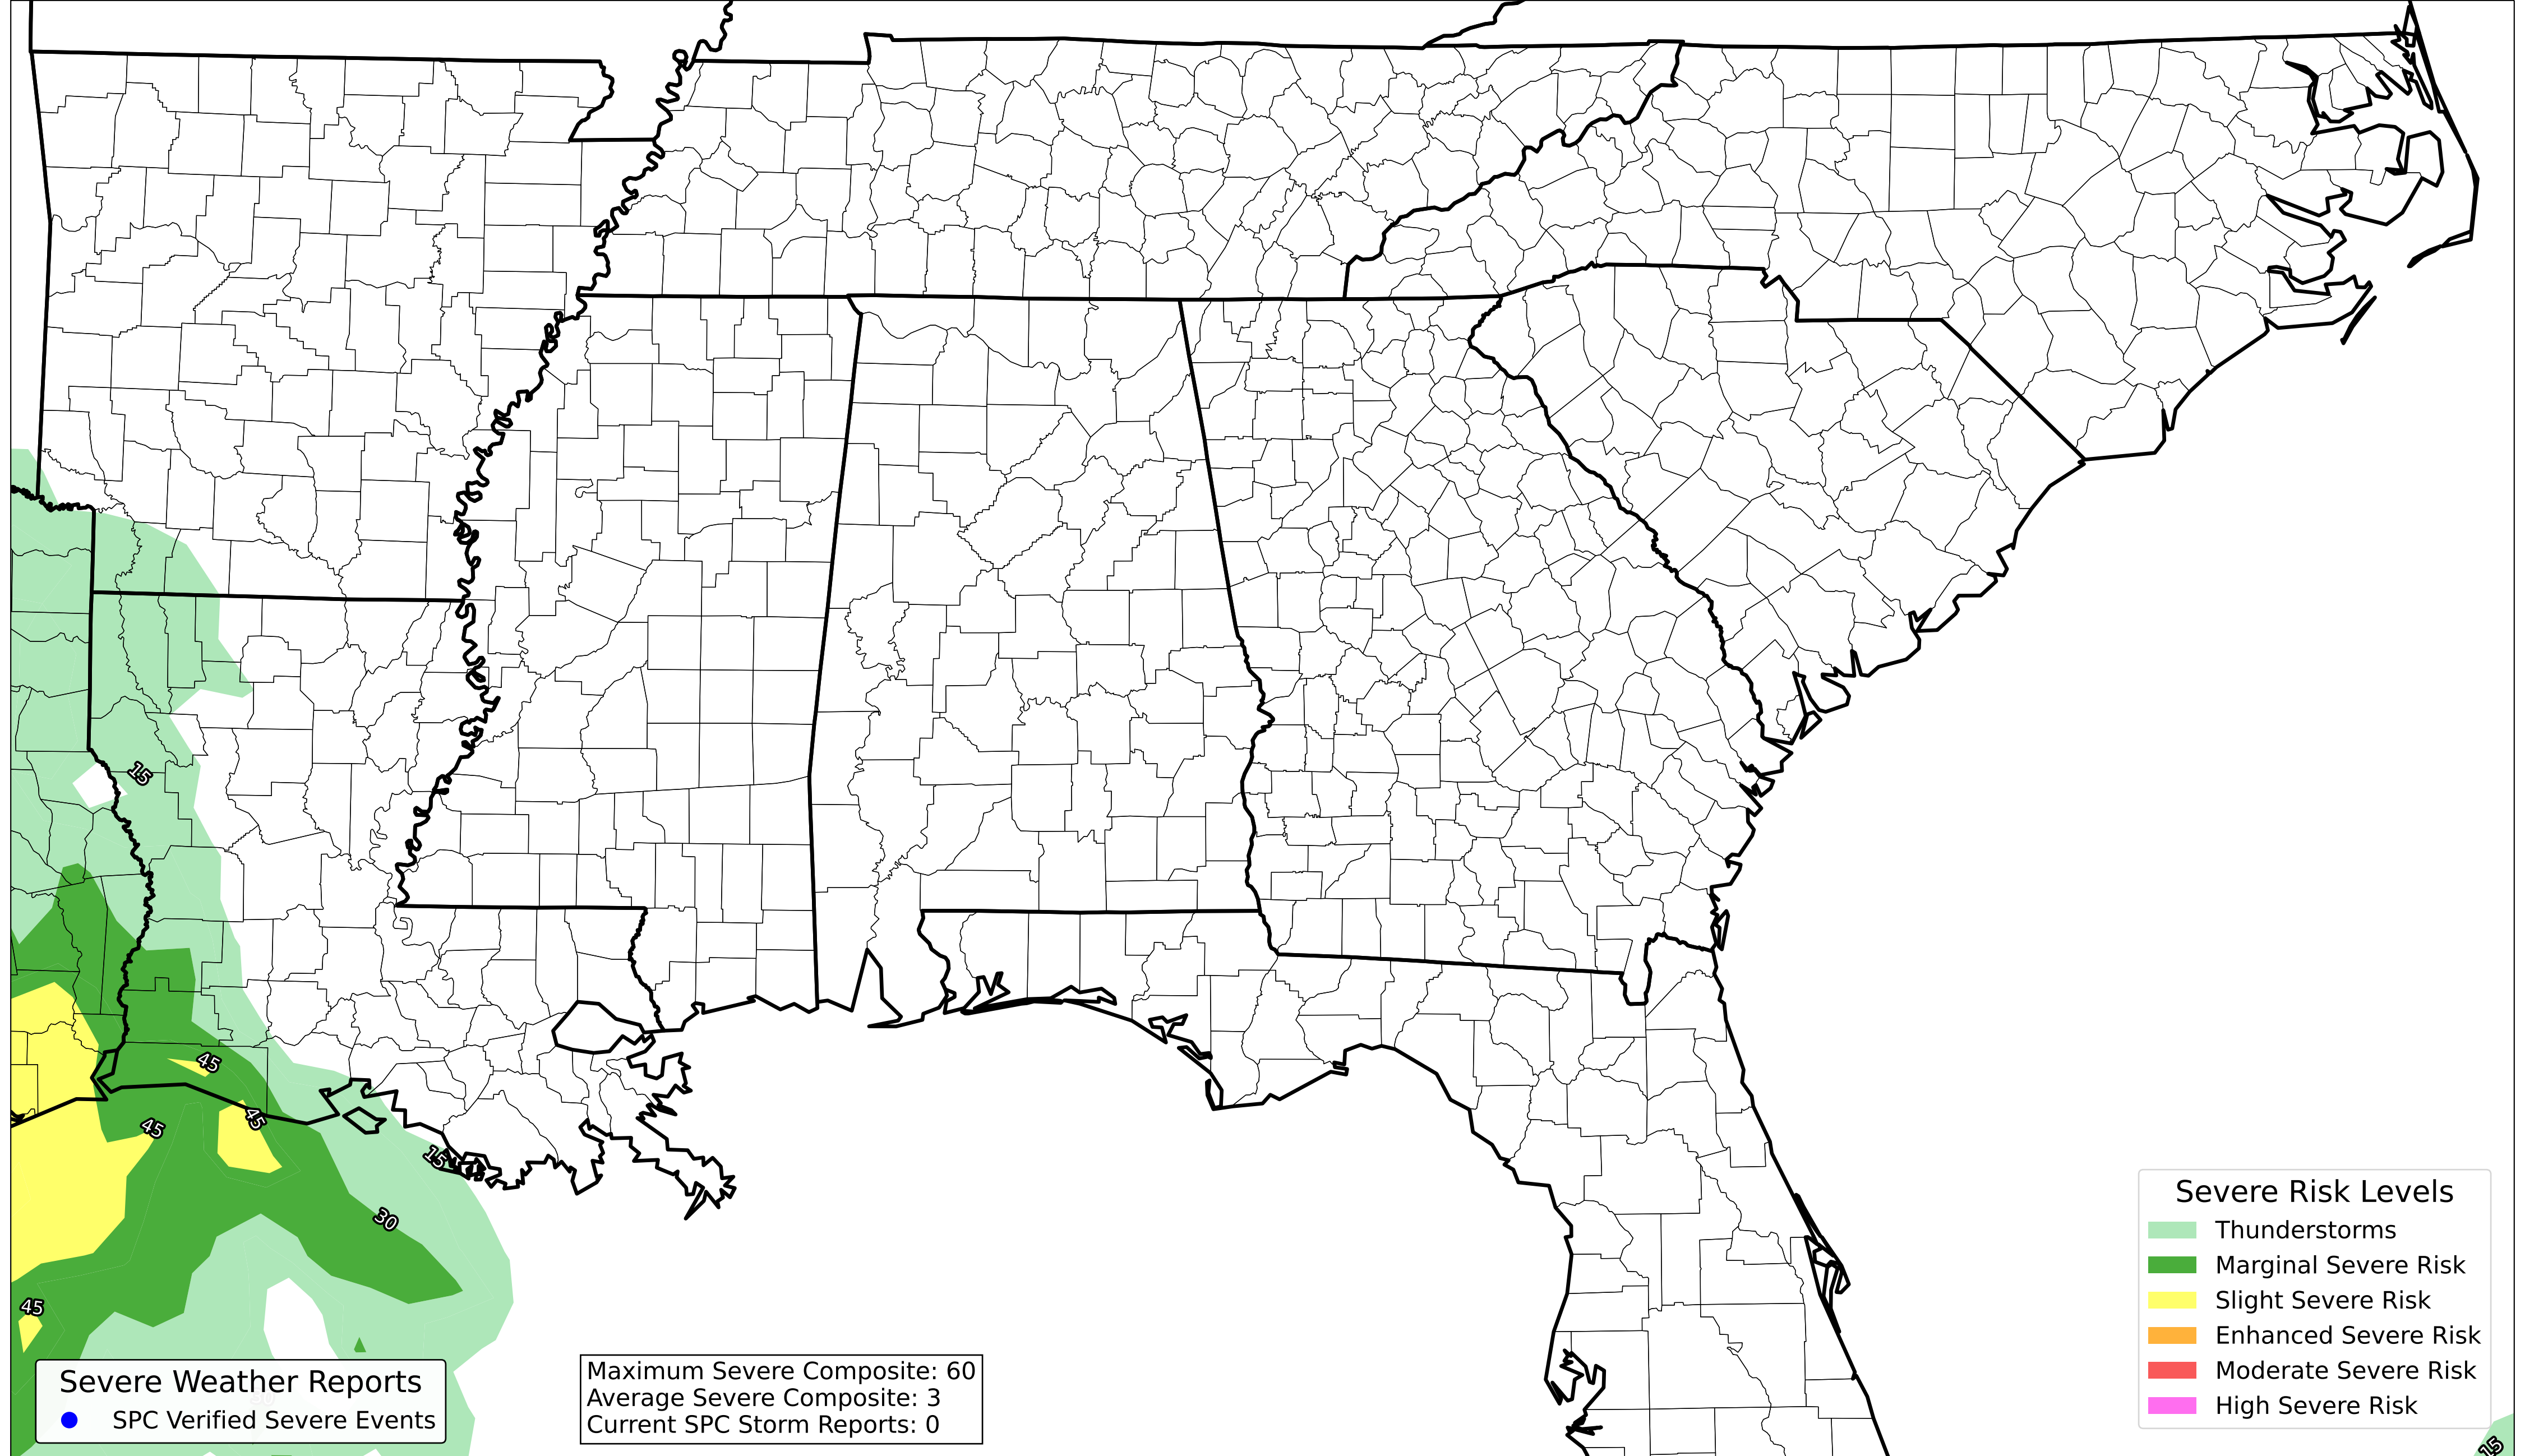 15
45
45
45
15
30
45
Severe Weather Reports
SPC Verified Severe Events
Maximum Severe Composite: 60
Average Severe Composite: 3
Current SPC Storm Reports: 0
Severe Risk Levels
Thunderstorms
Marginal Severe Risk
Slight Severe Risk
Enhanced Severe Risk
Moderate Severe Risk
High Severe Risk
15